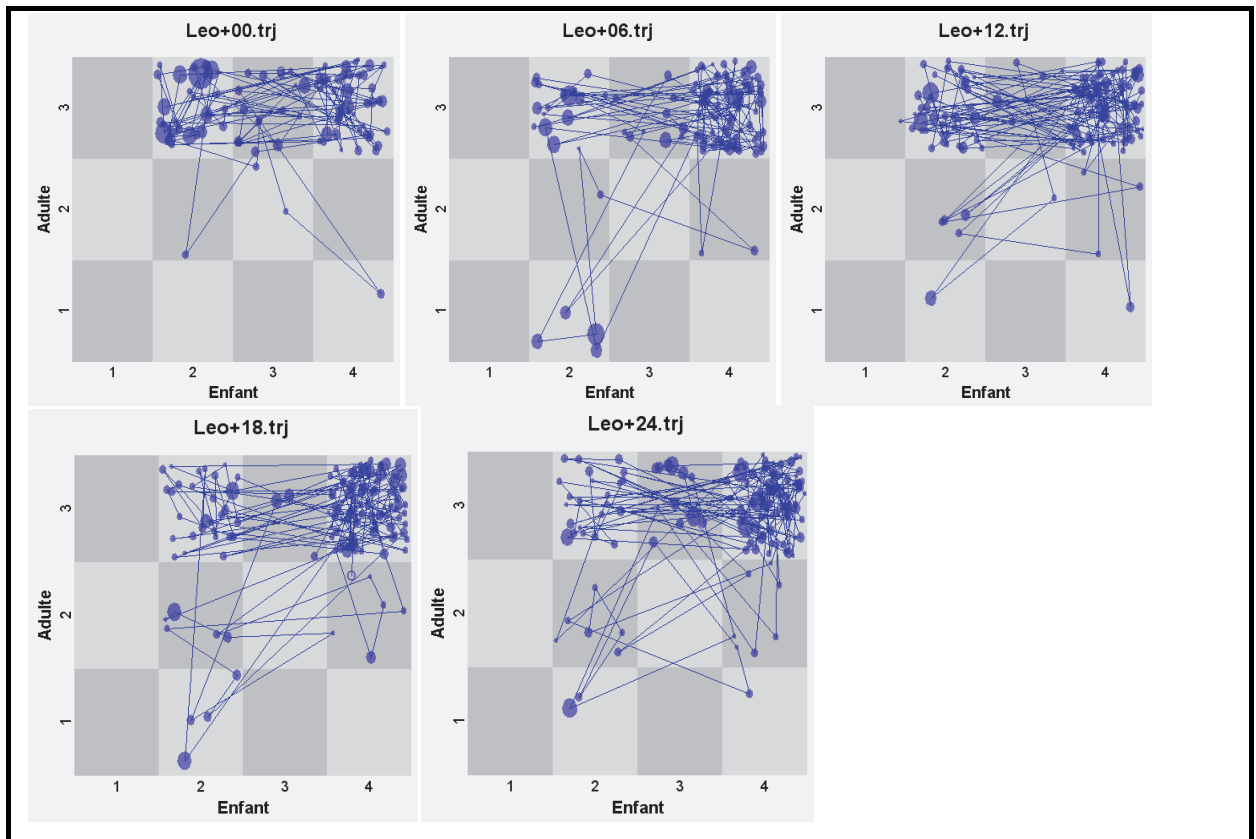 Leo+00.trj
Adulte
3
2
1
1 2 3 4
Enfant
Leo+06.trj
Adulte
3
2
1
1 2 3 4
Enfant
Leo+12.trj
Adulte
3
2
1
1 2 3 4
Enfant
Leo+18.trj
Adulte
3
2
1
1 2 3 4
Enfant
Leo+24.trj
Adulte
3
2
1
1 2 3 4
Enfant